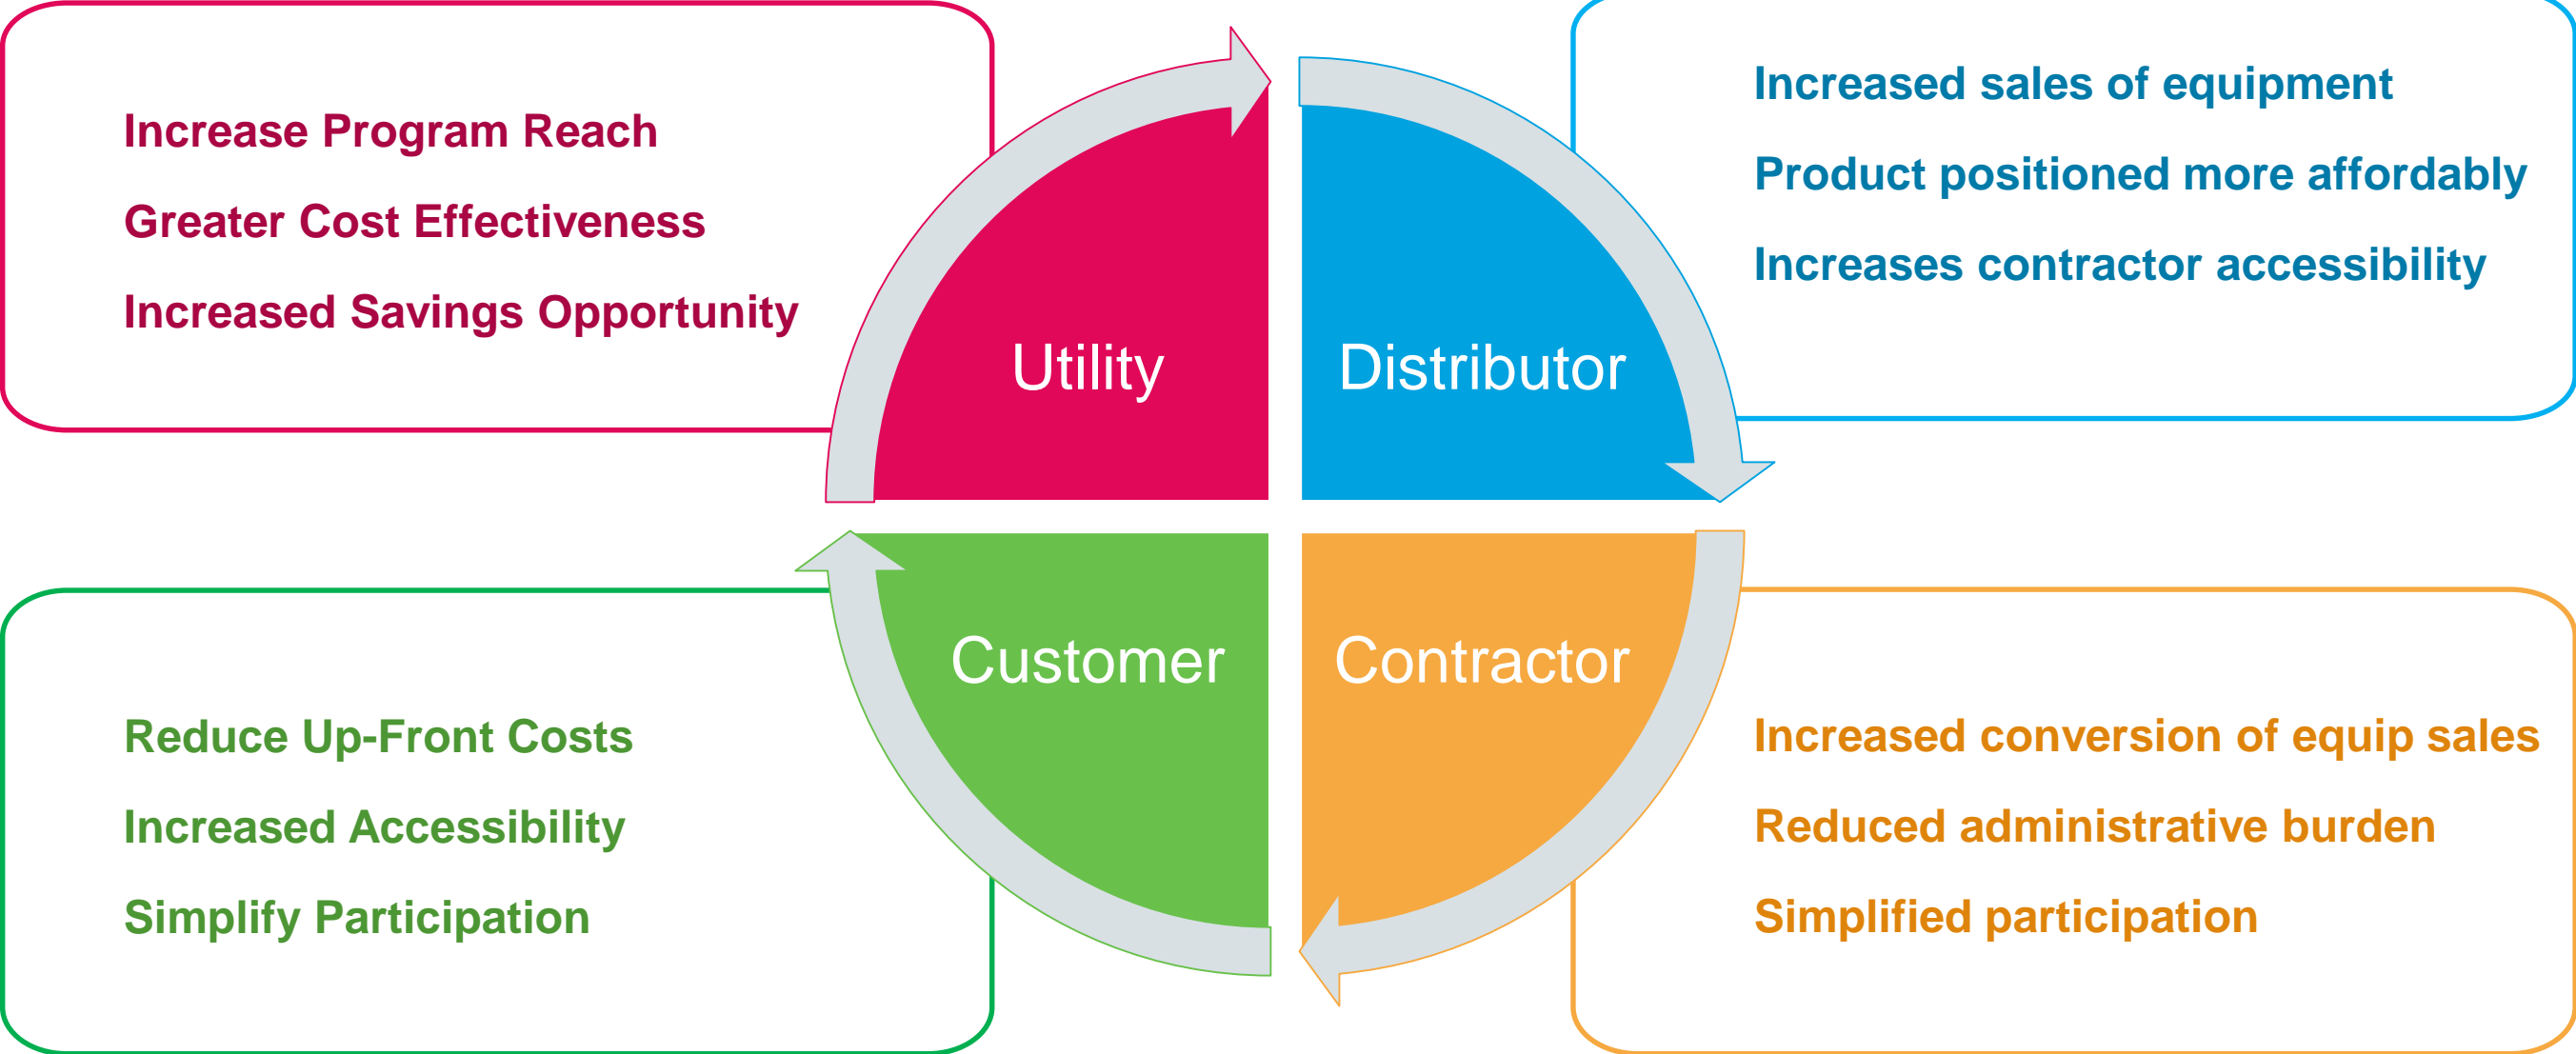 Increase Program Reach
Greater Cost Effectiveness
Increased Savings Opportunity
Utility
Distributor
Increased sales of equipment
Product positioned more affordably
Increases contractor accessibility
Reduce Up-Front Costs
Increased Accessibility
Simplify Participation
Customer
Contractor
Increased conversion of equip sales
Reduced administrative burden
Simplified participation